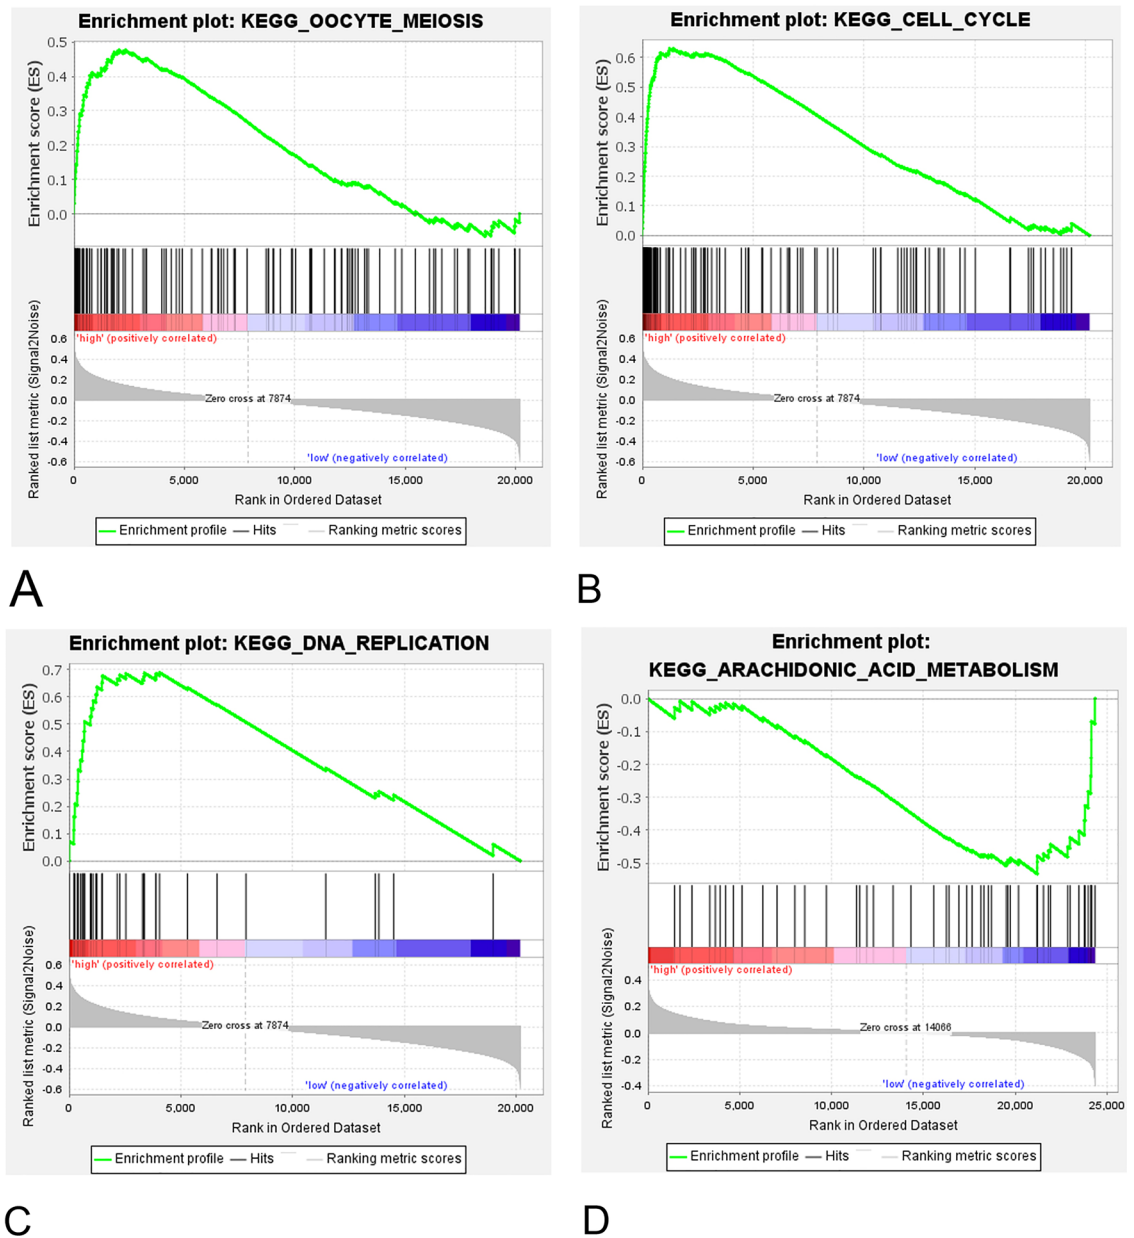 Enrichment plot: KEGG_OOCYTE_MEIOSIS
Enrichment score (ES)
0.5
0.4
0.3
0.2
0.1
0.0
Ranked list metric (Signal2Noise)
0.6
0.4
0.2
0.0
-0.2
-0.4
-0.6
'high' (positively correlated)
Zero cross at 7874
'low' (negatively correlated)
0
5,000
10,000
15,000
20,000
Rank in Ordered Dataset
Enrichment profile
Hits
Ranking metric scores
A
Enrichment plot: KEGG_CELL_CYCLE
Enrichment score (ES)
0.6
0.5
0.4
0.3
0.2
0.1
0.0
Ranked list metric (Signal2Noise)
0.6
0.4
0.2
0.0
-0.2
-0.4
-0.6
'high' (positively correlated)
Zero cross at 7874
'low' (negatively correlated)
0
5,000
10,000
15,000
20,000
Rank in Ordered Dataset
Enrichment profile
Hits
Ranking metric scores
B
Enrichment plot: KEGG_DNA_REPLICATION
Enrichment score (ES)
0.7
0.6
0.5
0.4
0.3
0.2
0.1
0.0
Ranked list metric (Signal2Noise)
0.6
0.4
0.2
0.0
-0.2
-0.4
-0.6
'high' (positively correlated)
Zero cross at 7874
'low' (negatively correlated)
0
5,000
10,000
15,000
20,000
Rank in Ordered Dataset
Enrichment profile
Hits
Ranking metric scores
C
Enrichment plot:
KEGG_ARACHIDONIC_ACID_METABOLISM
Enrichment score (ES)
0.0
-0.1
-0.2
-0.3
-0.4
-0.5
Ranked list metric (Signal2Noise)
0.4
0.2
0.0
-0.2
-0.4
'high' (positively correlated)
Zero cross at 14066
'low' (negatively correlated)
0
5,000
10,000
15,000
20,000
25,000
Rank in Ordered Dataset
Enrichment profile
Hits
Ranking metric scores
D